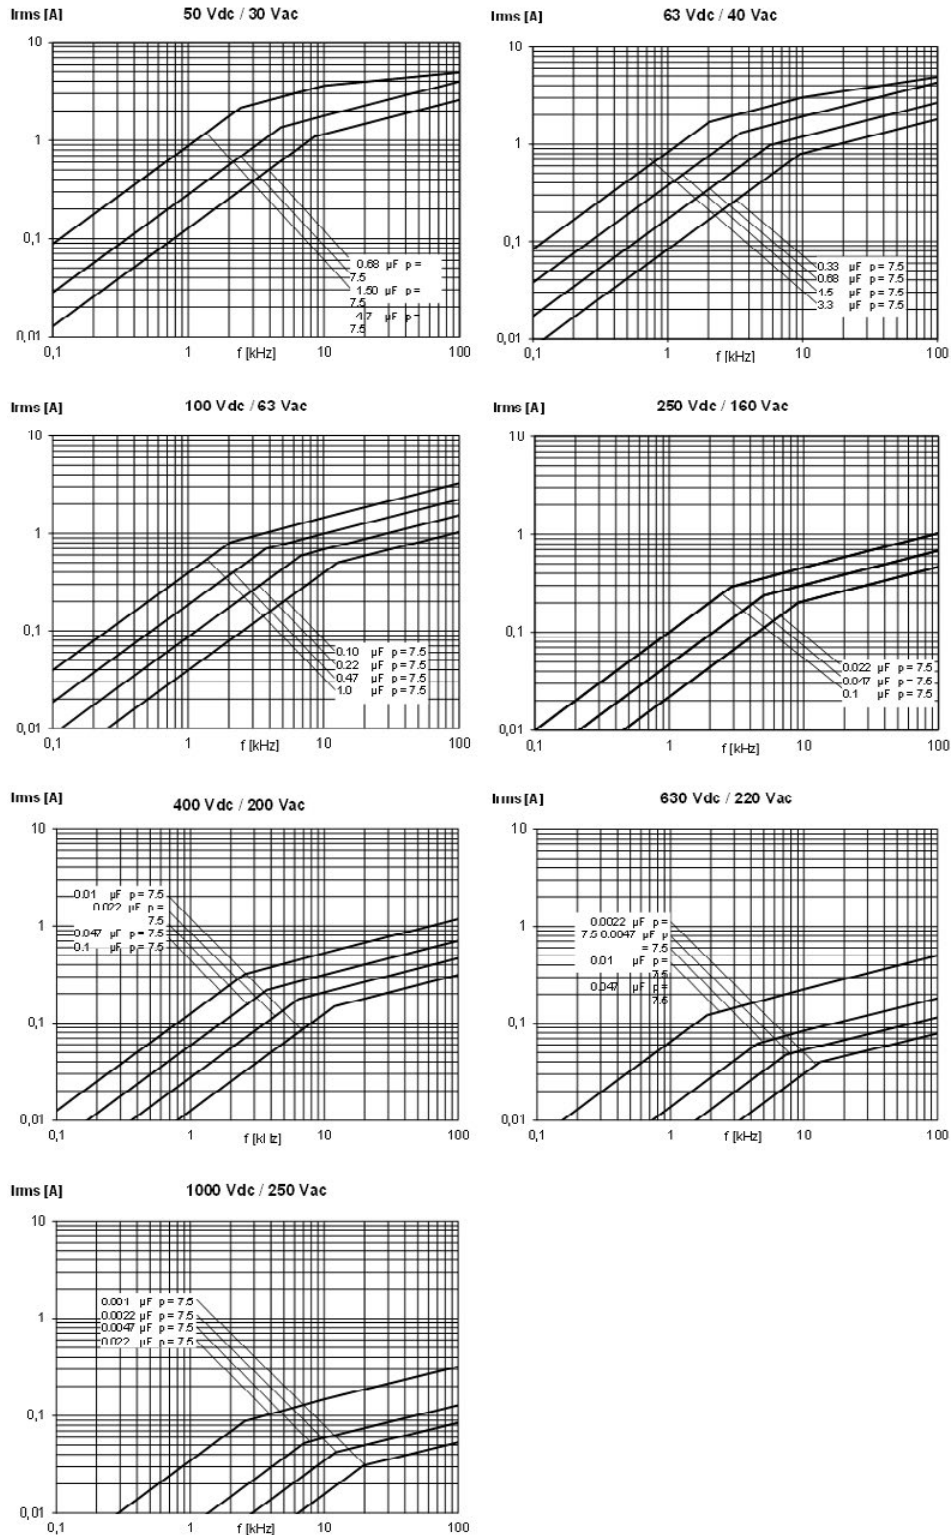 Irms [A]
50 Vdc / 30 Vac
10
1
0,1
0,01
0.68 µF p =
7.5
1.50 µF p =
7.5
4.7 µF p =
7.5
0,1
1
10
100
f [kHz]
Irms [A]
63 Vdc / 40 Vac
10
1
0,1
0,01
0.33 µF p = 7.5
0.68 µF p = 7.5
1.5 µF p = 7.5
3.3 µF p = 7.5
0,1
1
10
100
f [kHz]
Irms [A]
100 Vdc / 63 Vac
10
1
0,1
0,01
0.10 µF p = 7.5
0.22 µF p = 7.5
0.47 µF p = 7.5
1.0 µF p = 7.5
0,1
1
10
100
f [kHz]
Irms [A]
250 Vdc / 160 Vac
10
1
0,1
0,01
0.022 µF p = 7.5
0.047 µF p = 7.5
0.1 µF p = 7.5
0,1
1
10
100
f [kHz]
Irms [A]
400 Vdc / 200 Vac
10
1
0,1
0,01
0.01 µF p = 7.5
0.022 µF p =
7.5
0.047 µF p = 7.5
0.1 µF p = 7.5
0,1
1
10
100
f [kHz]
Irms [A]
630 Vdc / 220 Vac
10
1
0,1
0,01
0.0022 µF p =
7.5 0.0047 µF p
= 7.5
0.01 µF p =
7.5
0.047 µF p =
7.5
0,1
1
10
100
f [kHz]
Irms [A]
1000 Vdc / 250 Vac
10
1
0,1
0,01
0.001 µF p = 7.5
0.0022 µF p = 7.5
0.0047 µF p = 7.5
0.022 µF p = 7.5
0,1
1
10
100
f [kHz]